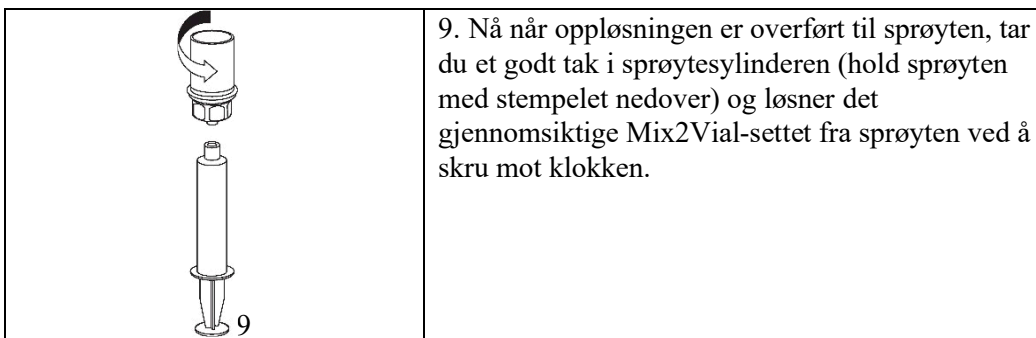 9. Nå når oppløsningen er overført til sprøyten, tar
du et godt tak i sprøytesylinderen (hold sprøyten
med stempelet nedover) og løsner det
gjennomsiktige Mix2Vial-settet fra sprøyten ved å
skru mot klokken.
9